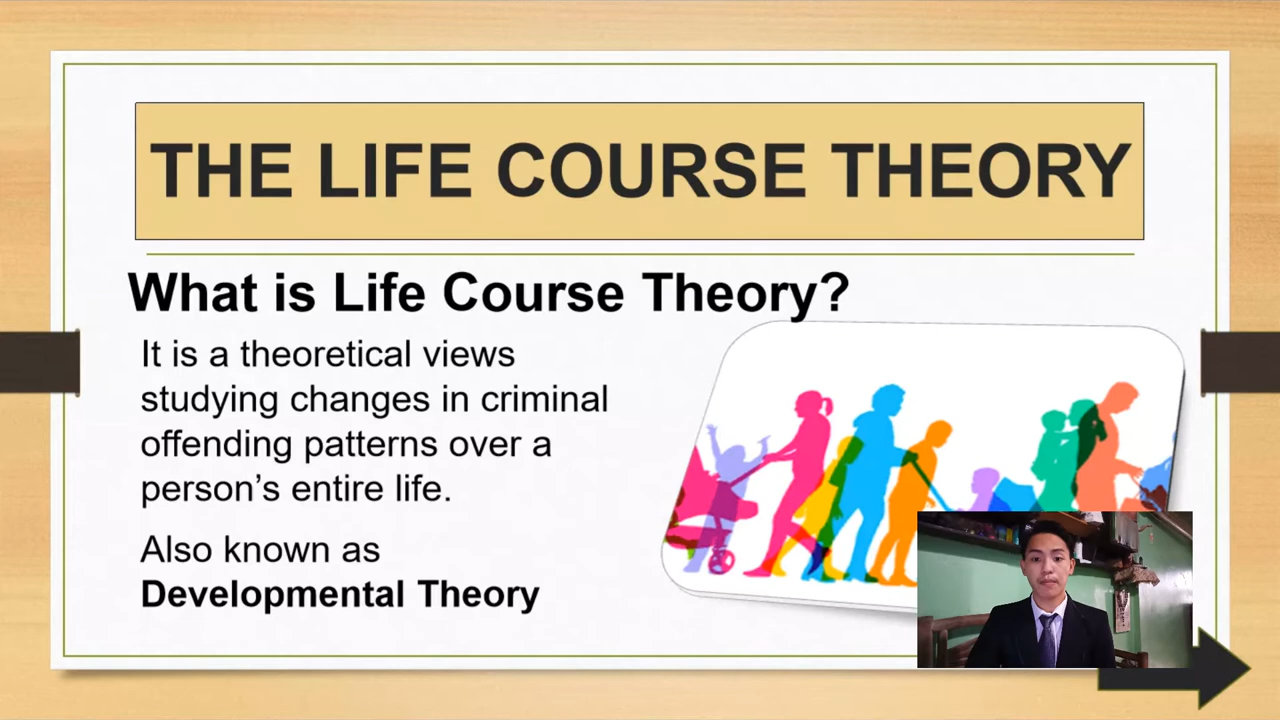 THE LIFE COURSE THEORY
What is Life Course Theory?
It is a theoretical views
studying changes in criminal
offending patterns over a
person’s entire life.
Also known as
Developmental Theory